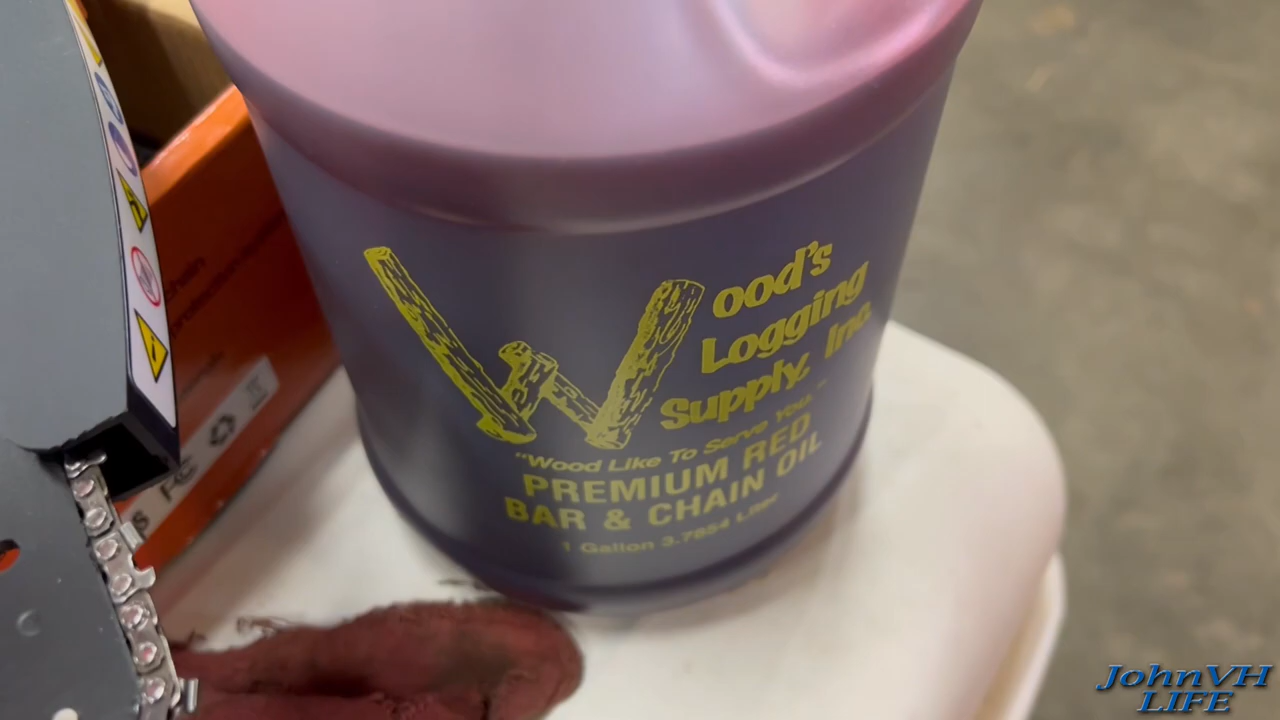 Wood's
Logging
Supply, Inc.
"Wood Like To Serve You."
PREMIUM RED
BAR & CHAIN OIL
1 Gallon 3.7854 Liter
FC
JohnVH
LIFE